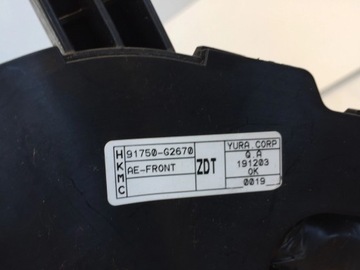 HKMC
91750-G2670
AE-FRONT
ZDT
YURA.CORP
Q.A
191203
OK
0019